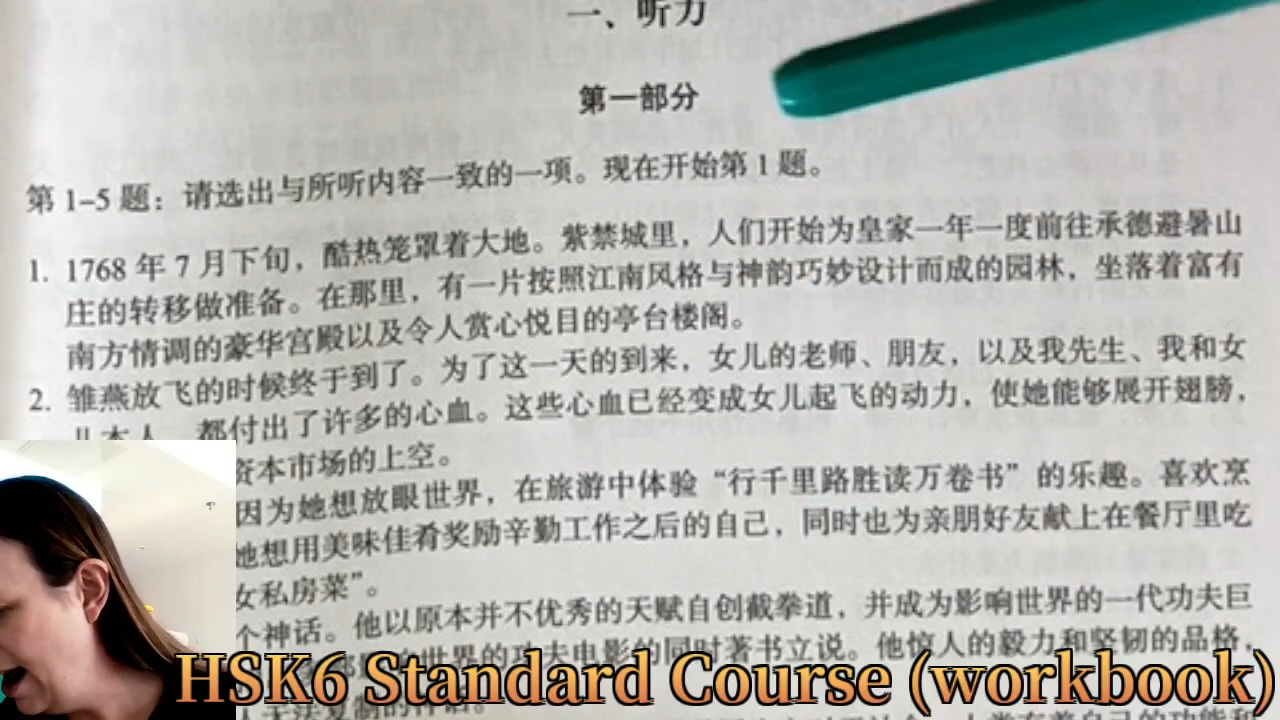 一、听力
第一部分
第1-5题：请选出与所听内容一致的一项。现在开始第1题。
1. 1768年7月下旬，酷热笼罩着大地。紫禁城里，人们开始为皇家一年一度前往承德避暑山
庄的转移做准备。在那里，有一片按照江南风格与神韵巧妙设计而成的园林，坐落着富有
南方情调的豪华宫殿以及令人赏心悦目的亭台楼阁。
2. 雏燕放飞的时候终于到了。为了这一天的到来，女儿的老师、朋友，以及我先生、我和女
儿本人，都付出了许多的心血。这些心血已经变成女儿起飞的动力，使她能够展开翅膀，
资本市场的上空。
因为她想放眼世界，在旅游中体验“行千里路胜读万卷书”的乐趣。喜欢烹
她想用美味佳肴奖励辛勤工作之后的自己，同时也为亲朋好友献上在餐厅里吃
女私房菜”。
个神话。他以原本并不优秀的天赋自创截拳道，并成为影响世界的一代功夫巨
世界的功夫电影的同时著书立说。他惊人的毅力和坚韧的品格，
人无法复制的神话。
HSK6 Standard Course (workbook)